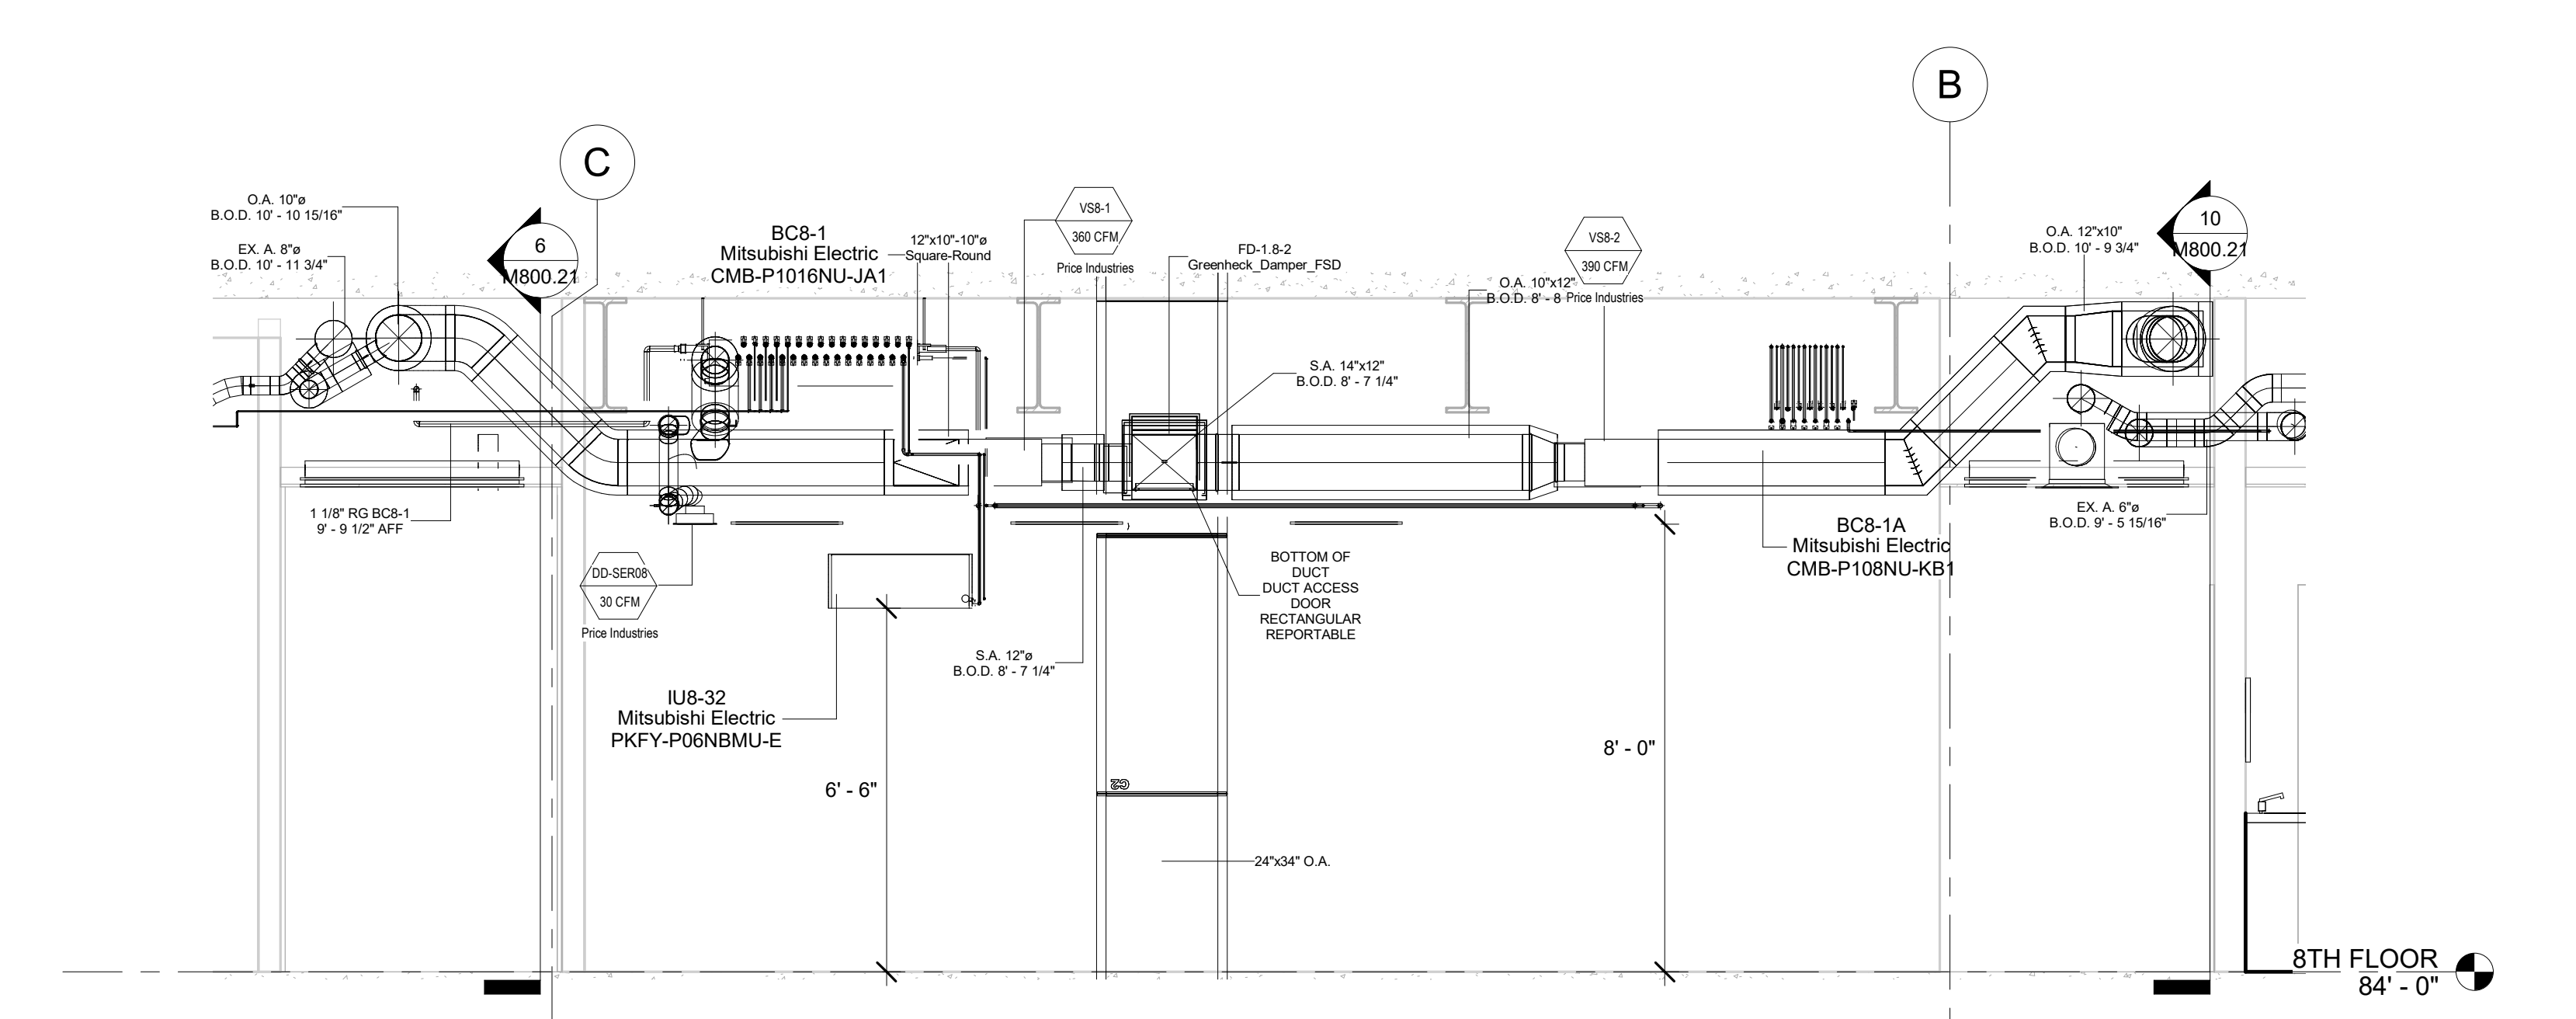 B
C
O.A. 10"ø
B.O.D. 10' - 10 15/16"
EX. A. 8"ø
B.O.D. 10' - 11 3/4"
6
M800.21
BC8-1
Mitsubishi Electric
CMB-P1016NU-JA1
12"x10"-10"ø
Square-Round
VS8-1
360 CFM
Price Industries
FD-1.8-2
Greenheck_Damper_FSD
O.A. 10"x12"
B.O.D. 8' - 8
VS8-2
390 CFM
Price Industries
O.A. 12"x10"
B.O.D. 10' - 9 3/4"
10
M800.21
S.A. 14"x12"
B.O.D. 8' - 7 1/4"
1 1/8" RG BC8-1
9' - 9 1/2" AFF
DD-SER08
30 CFM
Price Industries
BOTTOM OF
DUCT
DUCT ACCESS
DOOR
RECTANGULAR
REPORTABLE
BC8-1A
Mitsubishi Electric
CMB-P108NU-KB1
EX. A. 6"ø
B.O.D. 9' - 5 15/16"
S.A. 12"ø
B.O.D. 8' - 7 1/4"
IU8-32
Mitsubishi Electric
PKFY-P06NBMU-E
6' - 6"
8' - 0"
C2
24"x34" O.A.
8TH FLOOR
84' - 0"